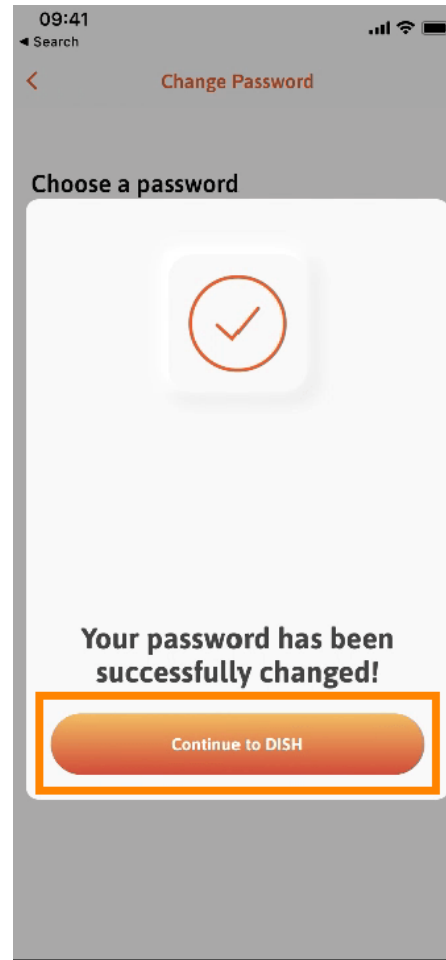 09:41
Search
Change Password
Choose a password
Your password has been
successfully changed!
Continue to DISH